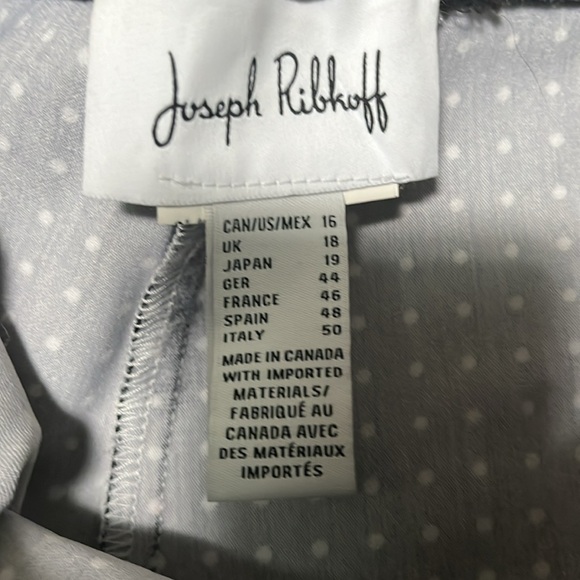 Joseph Ribkoff
CAN/US/MEX 16
UK 18
JAPAN 19
GER 44
FRANCE 46
SPAIN 48
ITALY 50
MADE IN CANADA
WITH IMPORTED
MATERIALS/
FABRIQUÉ AU
CANADA AVEC
DES MATÉRIAUX
IMPORTÉS